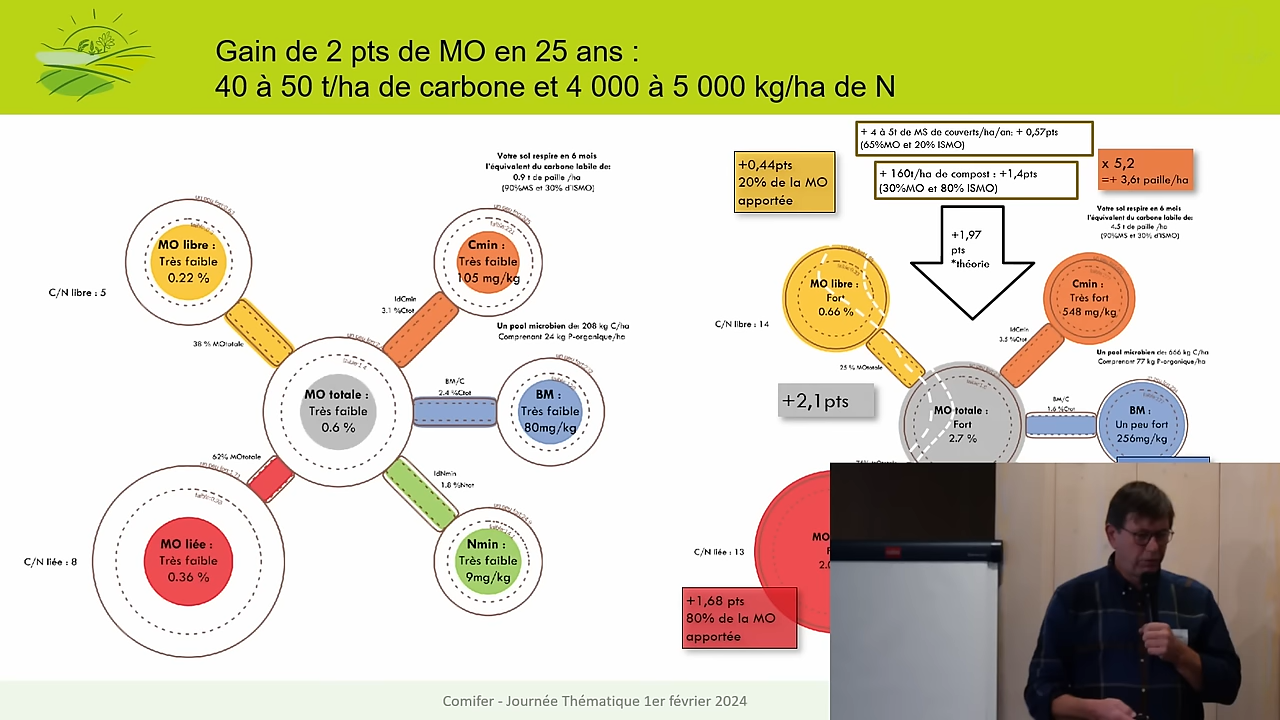 Gain de 2 pts de MO en 25 ans :
40 à 50 t/ha de carbone et 4 000 à 5 000 kg/ha de N
Votre sol respire en 6 mois
l'équivalent du carbone labile de:
0.9 t de paille /ha
(90%MS et 30% d'ISMO)
MO libre :
Très faible
0.22 %
C/N libre : 5
38 % MOtotale
Cmin :
Très faible
105 mg/kg
IdCmin
3.1 %Ctot
Un pool microbien de: 208 kg C/ha
Comprenant 24 kg P-organique/ha
MO totale :
Très faible
0.6 %
BM/C
2.4 %Ctot
BM :
Très faible
80mg/kg
62% MOtotale
IdNmin
1.8 %Ntot
MO liée :
Très faible
0.36 %
C/N liée : 8
Nmin :
Très faible
9mg/kg
+ 4 à 5t de MS de couverts/ha/an: + 0,57pts
(65%MO et 20% ISMO)
+ 160t/ha de compost : +1,4pts
(30%MO et 80% ISMO)
+0,44pts
20% de la MO
apportée
x 5,2
=+ 3,6t paille/ha
Votre sol respire en 6 mois
l'équivalent du carbone labile de:
4.5 t de paille /ha
(90%MS et 30% d'ISMO)
+1,97
pts
*théorie
MO libre :
Fort
0.66 %
C/N libre : 14
25 % MOtotale
Cmin :
Très fort
548 mg/kg
IdCmin
3.5 %Ctot
Un pool microbien de: 666 kg C/ha
Comprenant 77 kg P-organique/ha
+2,1pts
MO totale :
Fort
2.7 %
BM/C
1.6 %Ctot
BM :
Un peu fort
256mg/kg
C/N liée : 13
MO
+1,68 pts
80% de la MO
apportée
Comifer - Journée Thématique 1er février 2024